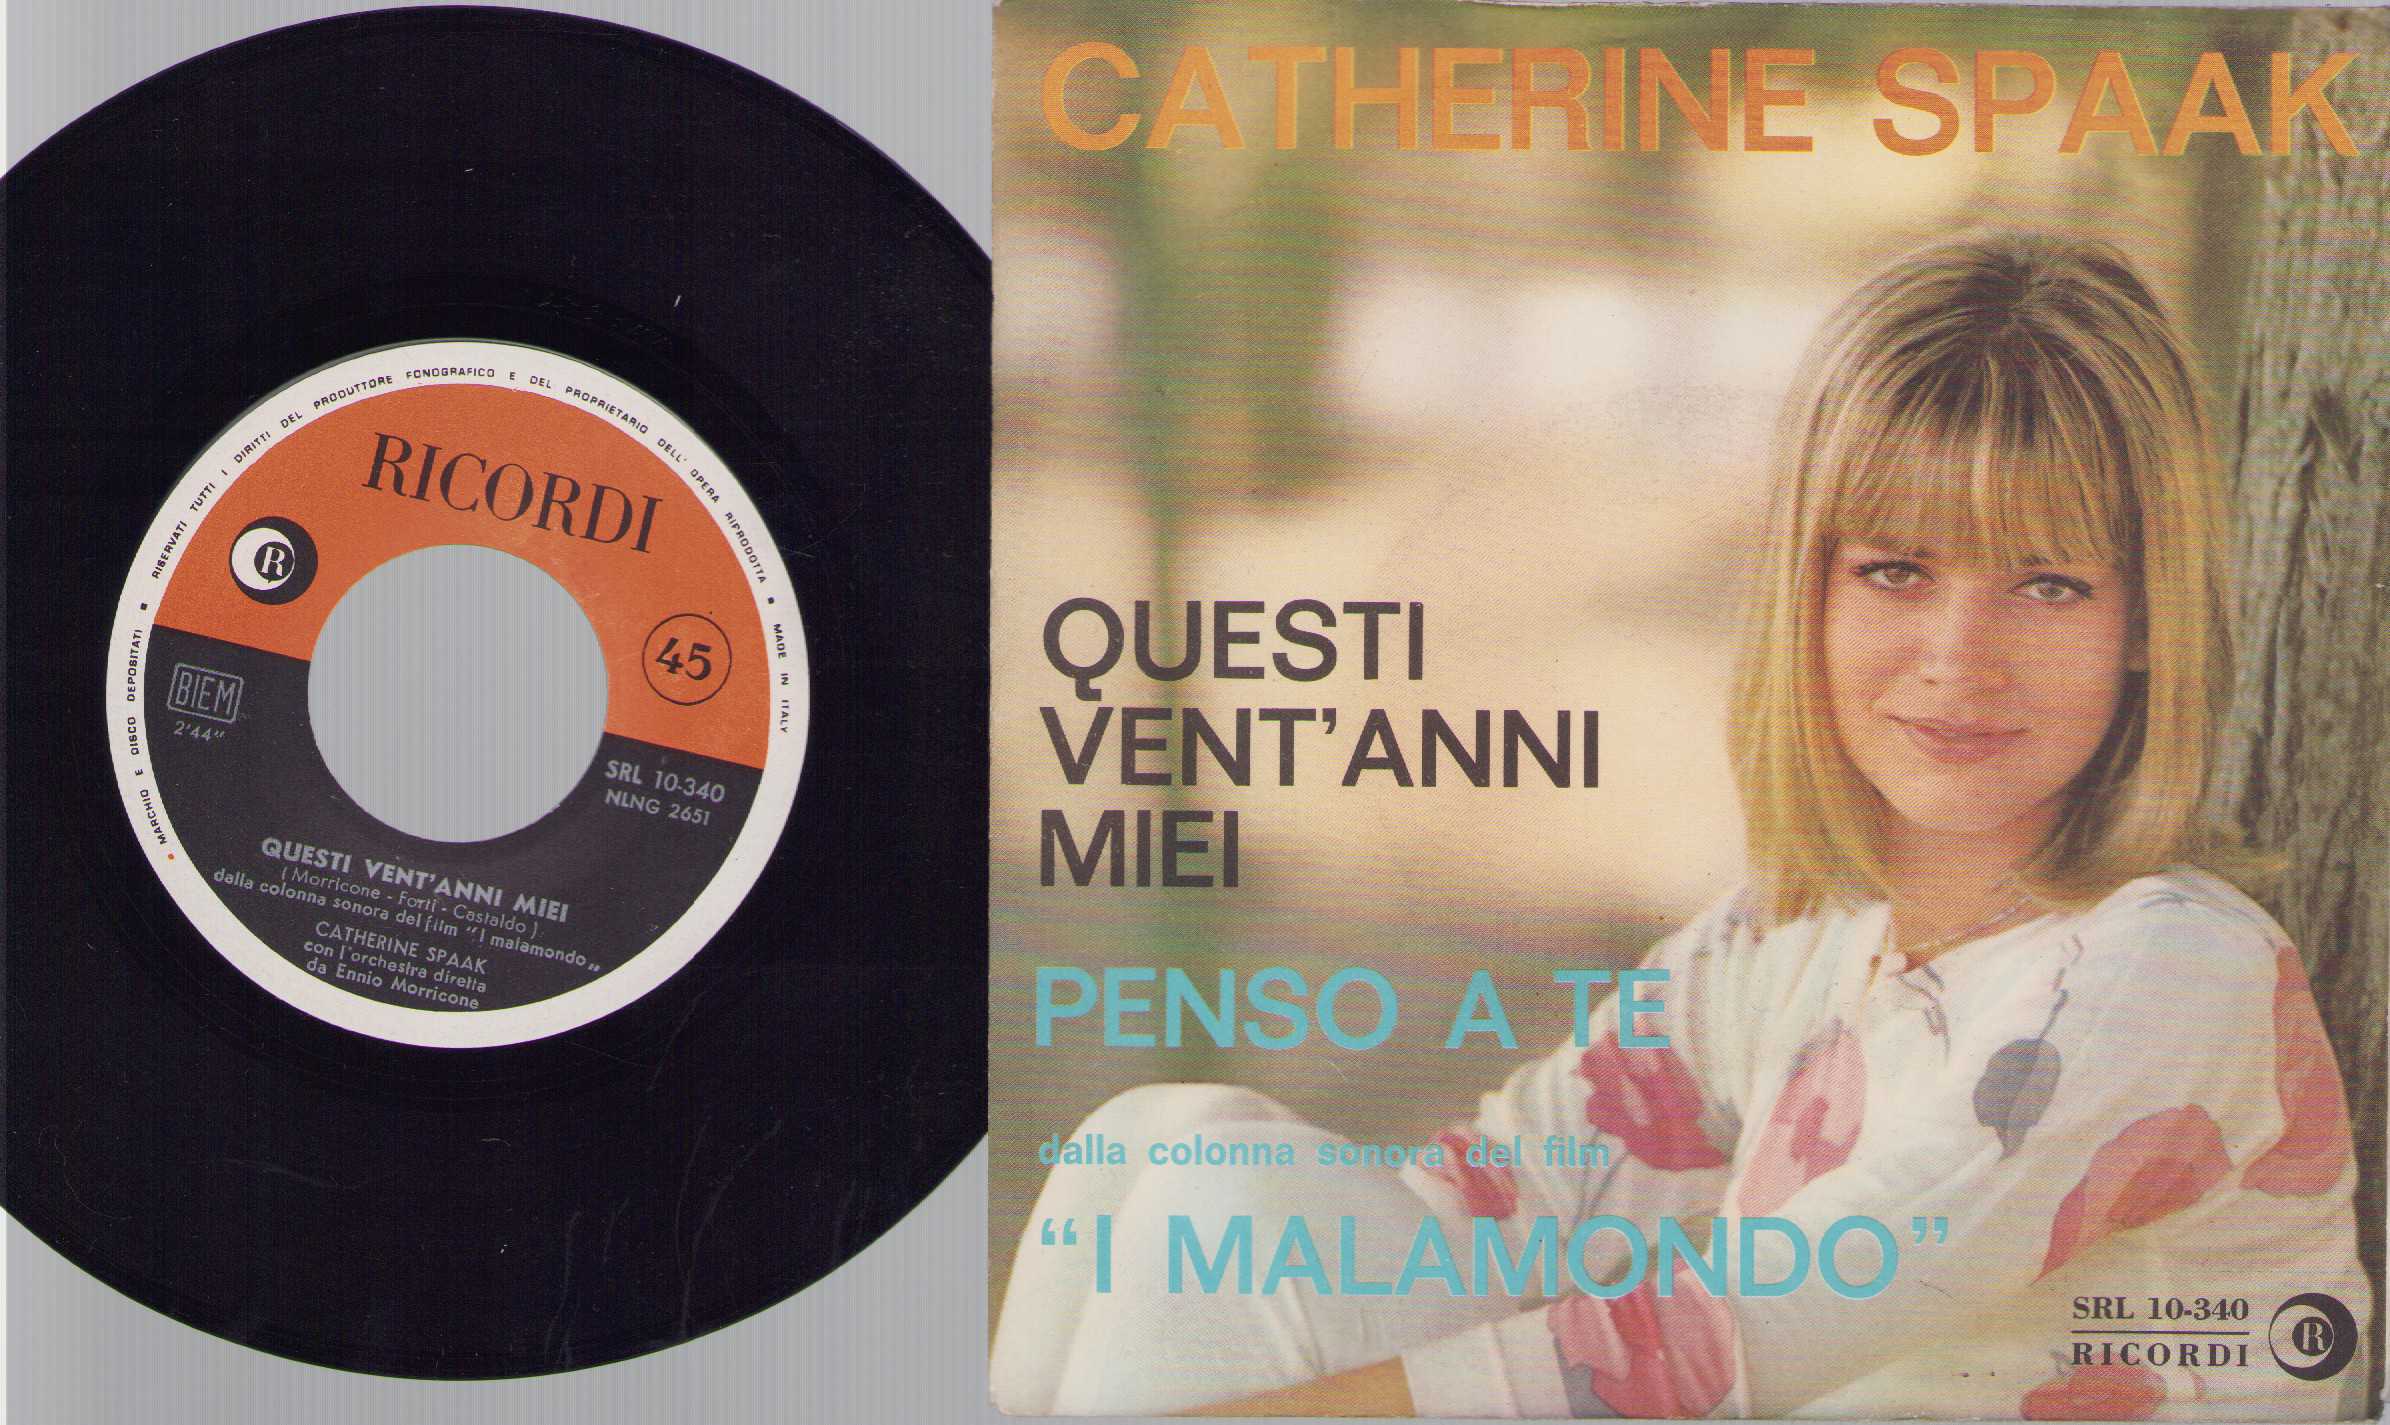 RISERVATI TUTTI I DIRITTI DEL PRODUTTORE FONOGRAFICO E DEL PROPRIETARIO DELL'OPERA RIPRODOTTA ▪ MADE IN ITALY
▪ MARCHIO E DISCO DEPOSITATI ▪
RICORDI
R
45
BIEM
2'44"
SRL 10-340
NLNG 2651
QUESTI VENT'ANNI MIEI
(Morricone - Forti - Castaldo)
dalla colonna sonora del film "I malamondo„
CATHERINE SPAAK
con l'orchestra diretta
da Ennio Morricone
CATHERINE SPAAK
QUESTI
VENT'ANNI
MIEI
PENSO A TE
dalla colonna sonora del film
“I MALAMONDO”
SRL 10-340
RICORDI
R